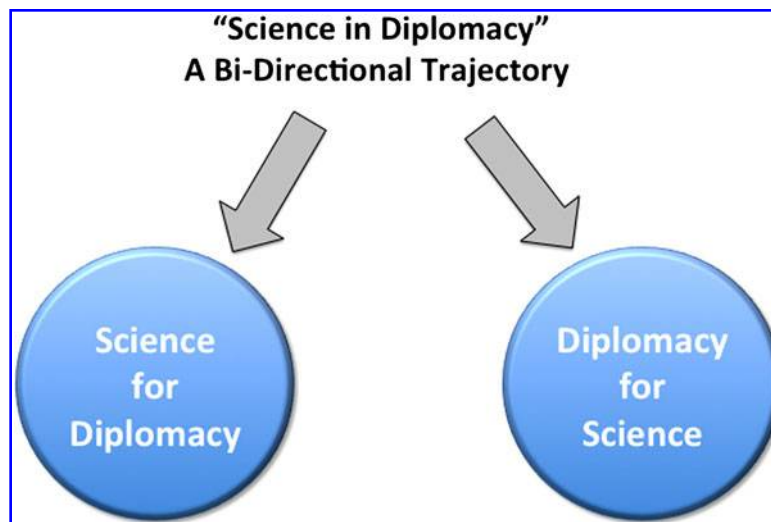 “Science in Diplomacy”
A Bi-Directional Trajectory
Science
for
Diplomacy
Diplomacy
for
Science